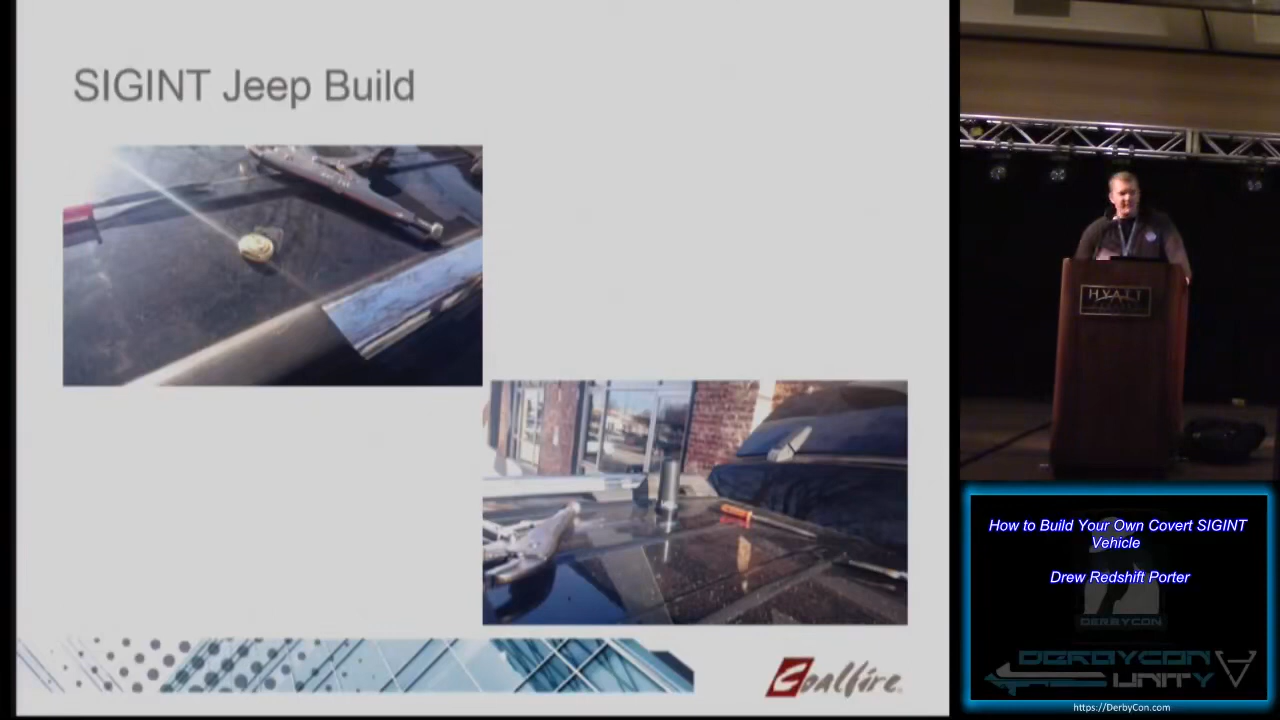 SIGINT Jeep Build
Coalfire
HYATT
How to Build Your Own Covert SIGINT
Vehicle
Drew Redshift Porter
DERBYCON
DERBYCON
UNITY
https://DerbyCon.com